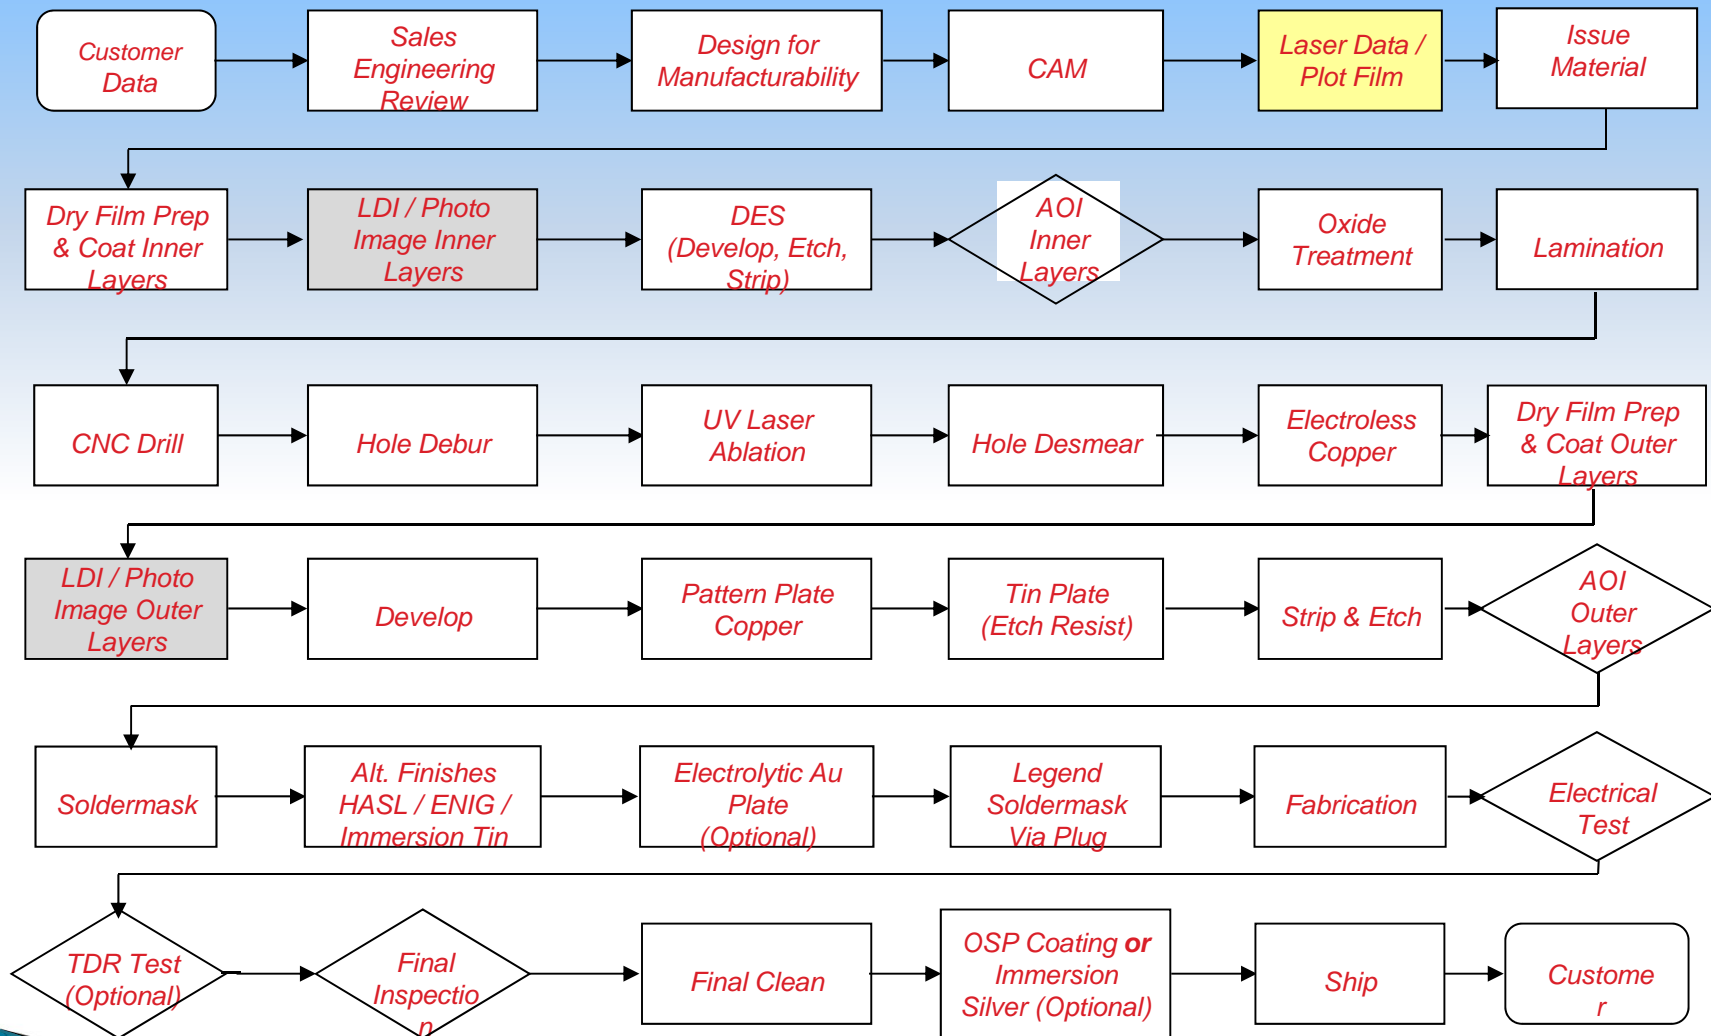 Customer
Data
Sales
Engineering
Review
Design for
Manufacturability
CAM
Laser Data /
Plot Film
Issue
Material
Dry Film Prep
& Coat Inner
Layers
LDI / Photo
Image Inner
Layers
DES
(Develop, Etch,
Strip)
AOI
Inner
Layers
Oxide
Treatment
Lamination
CNC Drill
Hole Debur
UV Laser
Ablation
Hole Desmear
Electroless
Copper
Dry Film Prep
& Coat Outer
Layers
LDI / Photo
Image Outer
Layers
Develop
Pattern Plate
Copper
Tin Plate
(Etch Resist)
Strip & Etch
AOI
Outer
Layers
Soldermask
Alt. Finishes
HASL / ENIG /
Immersion Tin
Electrolytic Au
Plate
(Optional)
Legend
Soldermask
Via Plug
Fabrication
Electrical
Test
TDR Test
(Optional)
Final
Inspectio
n
Final Clean
OSP Coating or
Immersion
Silver (Optional)
Ship
Custome
r